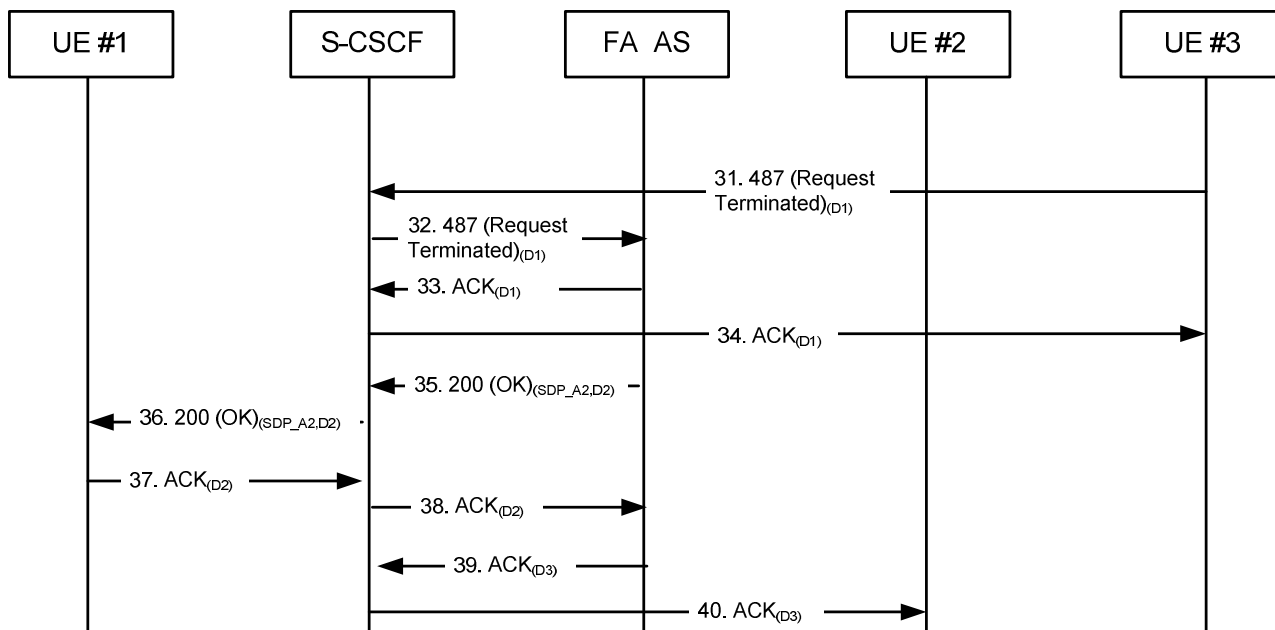 UE #1
S-CSCF
FA AS
UE #2
UE #3
31. 487 (Request
Terminated)(D1)
32. 487 (Request
Terminated)(D1)
33. ACK(D1)
34. ACK(D1)
35. 200 (OK)(SDP_A2,D2)
36. 200 (OK)(SDP_A2,D2)
37. ACK(D2)
38. ACK(D2)
39. ACK(D3)
40. ACK(D3)